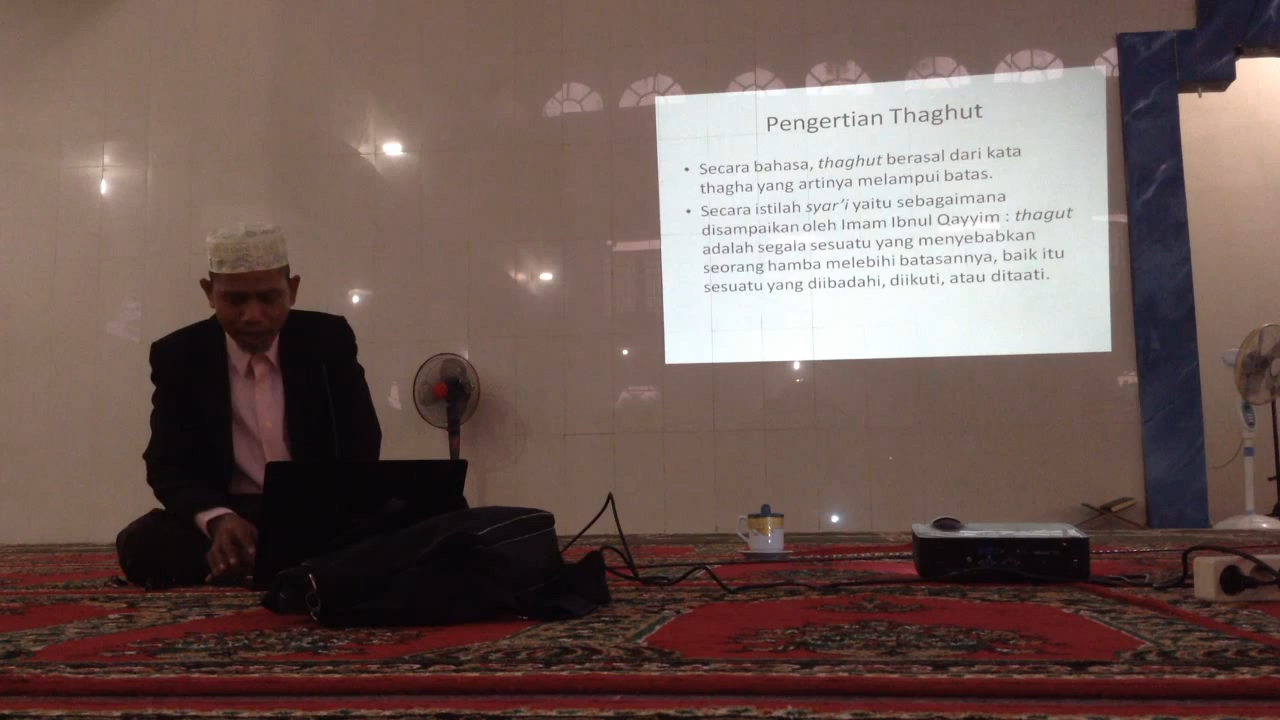 Pengertian Thaghut
• Secara bahasa, thaghut berasal dari kata
thagha yang artinya melampui batas.
• Secara istilah syar’i yaitu sebagaimana
disampaikan oleh Imam Ibnul Qayyim : thagut
adalah segala sesuatu yang menyebabkan
seorang hamba melebihi batasannya, baik itu
sesuatu yang diibadahi, diikuti, atau ditaati.